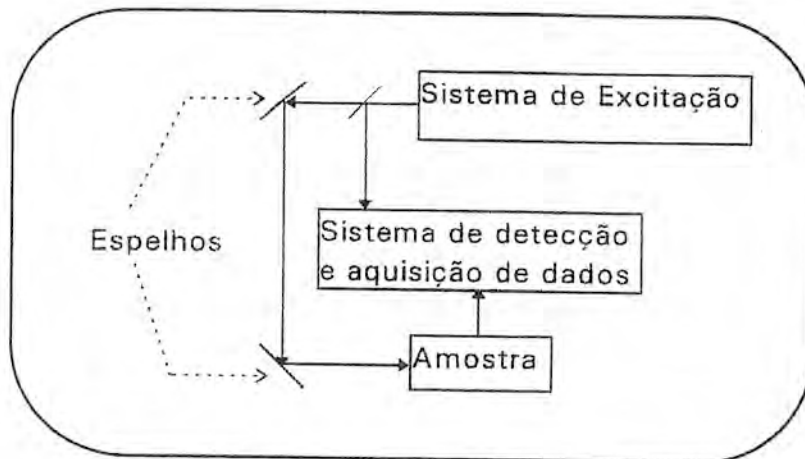 Sistema de Excitação
Espelhos
Sistema de detecção
e aquisição de dados
Amostra